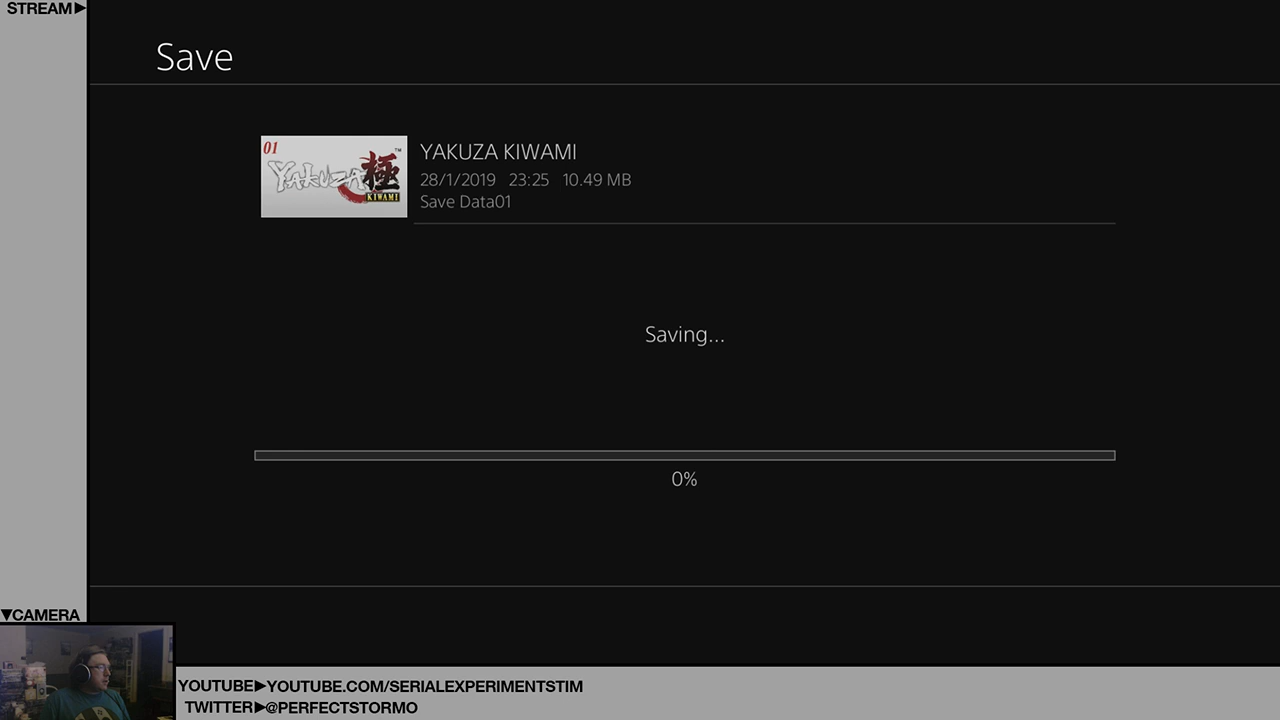 STREAM▶
Save
01
YAKUZA 極 ™
KIWAMI
YAKUZA KIWAMI
28/1/2019 23:25 10.49 MB
Save Data01
Saving...
0%
▼CAMERA
YOUTUBE▶YOUTUBE.COM/SERIALEXPERIMENTSTIM
TWITTER▶@PERFECTSTORMO